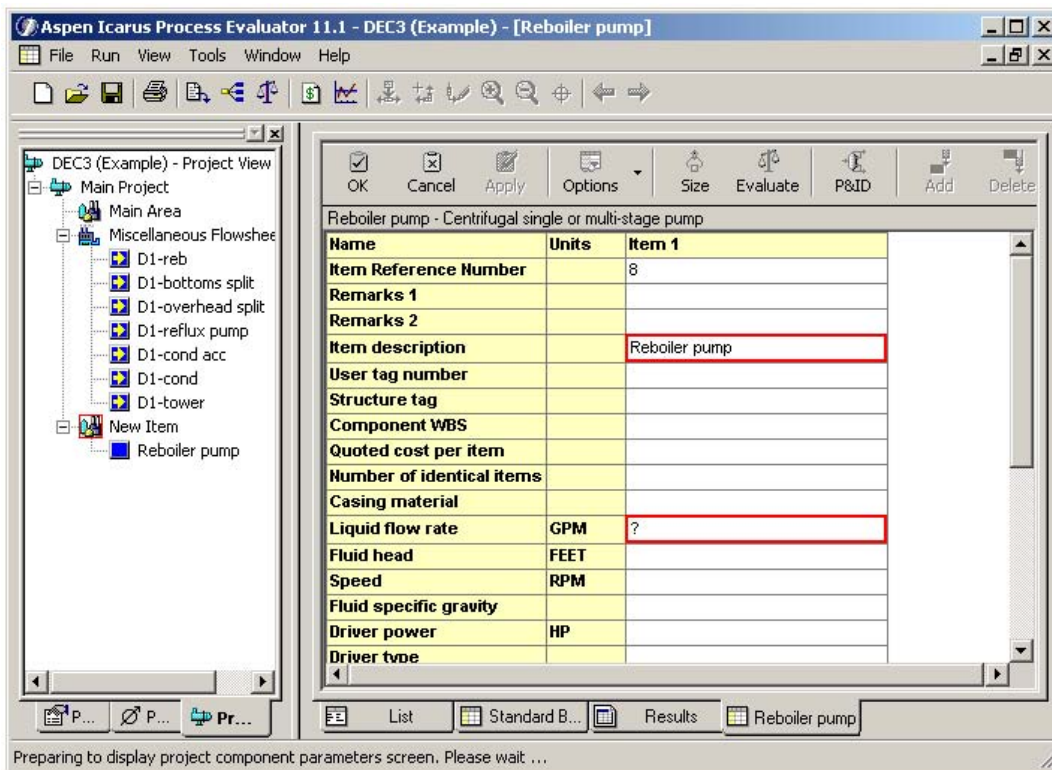 Aspen Icarus Process Evaluator 11.1 - DEC3 (Example) - [Reboiler pump]
File Run View Tools Window Help
DEC3 (Example) - Project View
Main Project
Main Area
Miscellaneous Flowshee
D1-reb
D1-bottoms split
D1-overhead split
D1-reflux pump
D1-cond acc
D1-cond
D1-tower
New Item
Reboiler pump
P... P... Pr...
OK Cancel Apply Options Size Evaluate P&ID Add Delete
Reboiler pump - Centrifugal single or multi-stage pump
Name Units Item 1
Item Reference Number 8
Remarks 1
Remarks 2
Item description Reboiler pump
User tag number
Structure tag
Component WBS
Quoted cost per item
Number of identical items
Casing material
Liquid flow rate GPM ?
Fluid head FEET
Speed RPM
Fluid specific gravity
Driver power HP
Driver type
List Standard B... Results Reboiler pump
Preparing to display project component parameters screen. Please wait ...